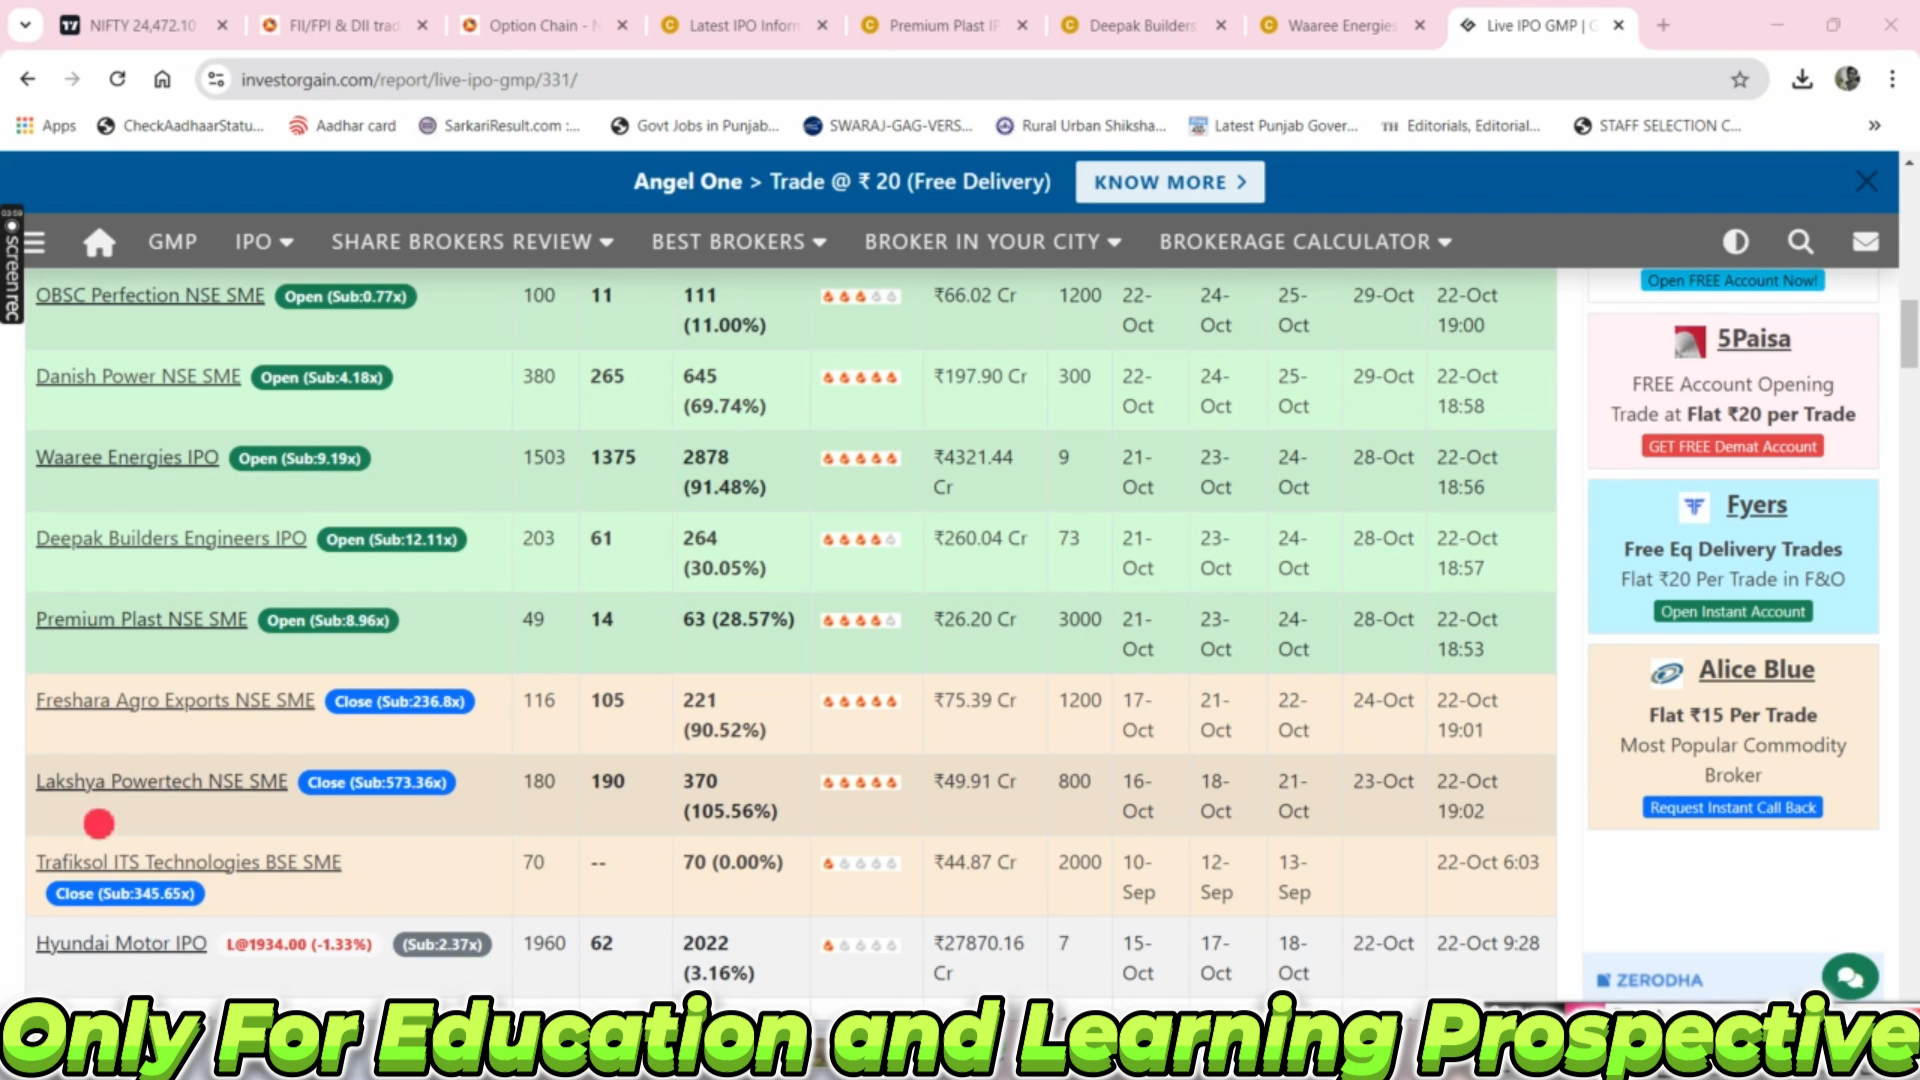 NIFTY 24,472.10
FII/FPI & DII trad
Option Chain - N
Latest IPO Inform
Premium Plast IP
Deepak Builders
Waaree Energies
Live IPO GMP | G
investorgain.com/report/live-ipo-gmp/331/
Apps
CheckAadhaarStatu...
Aadhar card
SarkariResult.com :...
Govt Jobs in Punjab...
SWARAJ-GAG-VERS...
Rural Urban Shiksha...
Latest Punjab Gover...
TH Editorials, Editorial...
STAFF SELECTION C...
Angel One > Trade @ ₹ 20 (Free Delivery)
KNOW MORE
03:59
screenrec
GMP
IPO
SHARE BROKERS REVIEW
BEST BROKERS
BROKER IN YOUR CITY
BROKERAGE CALCULATOR
OBSC Perfection NSE SME Open (Sub:0.77x) 100 11 111 ₹66.02 Cr 1200 22- 24- 25- 29-Oct 22-Oct
(11.00%) Oct Oct Oct 19:00
Danish Power NSE SME Open (Sub:4.18x) 380 265 645 ₹197.90 Cr 300 22- 24- 25- 29-Oct 22-Oct
(69.74%) Oct Oct Oct 18:58
Waaree Energies IPO Open (Sub:9.19x) 1503 1375 2878 ₹4321.44 9 21- 23- 24- 28-Oct 22-Oct
(91.48%) Cr Oct Oct Oct 18:56
Deepak Builders Engineers IPO Open (Sub:12.11x) 203 61 264 ₹260.04 Cr 73 21- 23- 24- 28-Oct 22-Oct
(30.05%) Oct Oct Oct 18:57
Premium Plast NSE SME Open (Sub:8.96x) 49 14 63 (28.57%) ₹26.20 Cr 3000 21- 23- 24- 28-Oct 22-Oct
Oct Oct Oct 18:53
Freshara Agro Exports NSE SME Close (Sub:236.8x) 116 105 221 ₹75.39 Cr 1200 17- 21- 22- 24-Oct 22-Oct
(90.52%) Oct Oct Oct 19:01
Lakshya Powertech NSE SME Close (Sub:573.36x) 180 190 370 ₹49.91 Cr 800 16- 18- 21- 23-Oct 22-Oct
(105.56%) Oct Oct Oct 19:02
Trafiksol ITS Technologies BSE SME 70 -- 70 (0.00%) ₹44.87 Cr 2000 10- 12- 13- 22-Oct 6:03
Close (Sub:345.65x) Sep Sep Sep
Hyundai Motor IPO L@1934.00 (-1.33%) (Sub:2.37x) 1960 62 2022 ₹27870.16 7 15- 17- 18- 22-Oct 22-Oct 9:28
(3.16%) Cr Oct Oct Oct
Open FREE Account Now!
5Paisa
FREE Account Opening
Trade at Flat ₹20 per Trade
GET FREE Demat Account
Fyers
Free Eq Delivery Trades
Flat ₹20 Per Trade in F&O
Open Instant Account
Alice Blue
Flat ₹15 Per Trade
Most Popular Commodity
Broker
Request Instant Call Back
ZERODHA
Only For Education and Learning Prospective